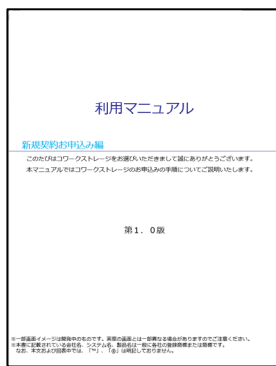 利用マニュアル
新規契約お申込み編
このたびはコワークストレージをお選びいただきまして誠にありがとうございます。
本マニュアルではコワークストレージのお申込みの手順についてご説明いたします。
第1.0版
※一部画面イメージは開発中のものです。実際の画面とは一部異なる場合がありますのでご注意ください。
※本書に記載されている会社名、システム名、製品名は一般に各社の登録商標または商標です。
なお、本文および図表中では、「™」、「®」は明記しておりません。